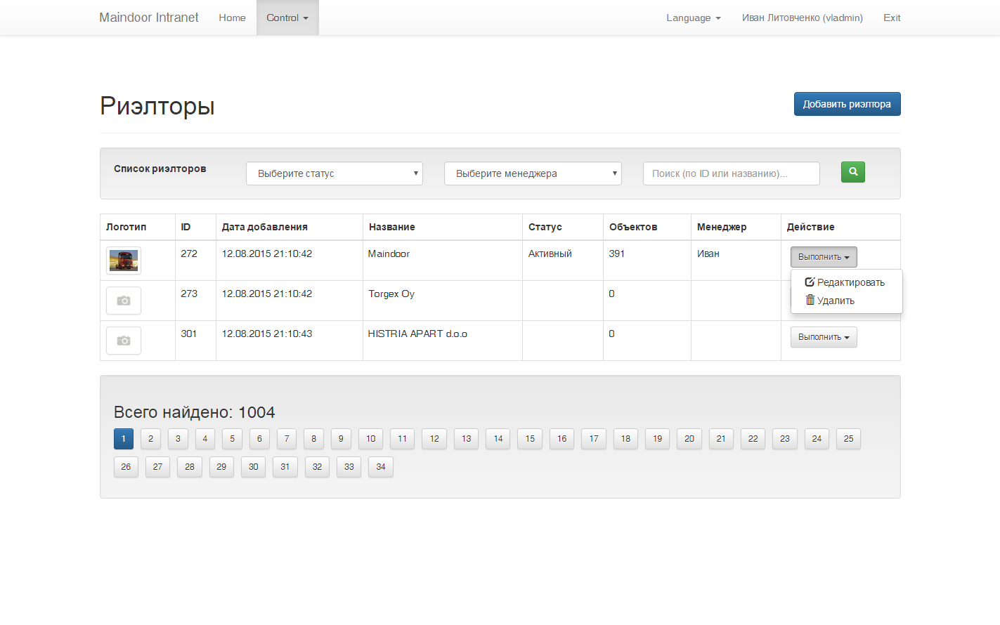 Maindoor Intranet Home Control Language Иван Литовченко (vladmin) Exit
Риэлторы Добавить риэлтора
Список риэлторов Выберите статус Выберите менеджера Поиск (по ID или названию)...
Логотип ID Дата добавления Название Статус Объектов Менеджер Действие
272 12.08.2015 21:10:42 Maindoor Активный 391 Иван Выполнить
Редактировать
273 12.08.2015 21:10:42 Torgex Oy 0
Удалить
301 12.08.2015 21:10:43 HISTRIA APART d.o.o 0 Выполнить
Всего найдено: 1004
1 2 3 4 5 6 7 8 9 10 11 12 13 14 15 16 17 18 19 20 21 22 23 24 25
26 27 28 29 30 31 32 33 34